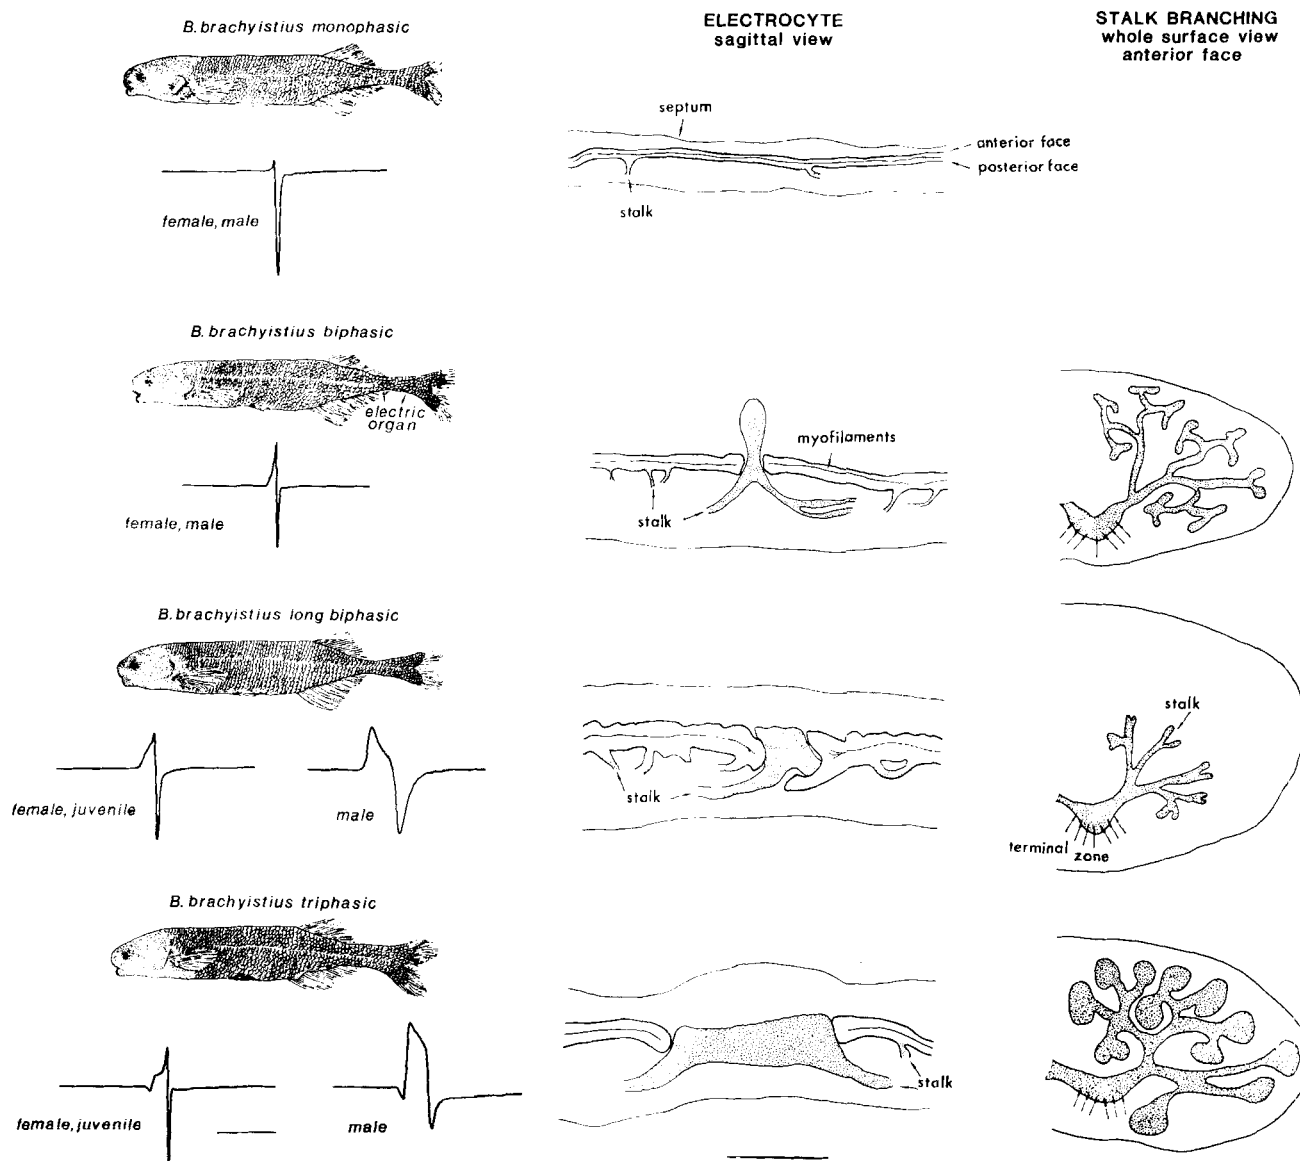 B. brachyistius monophasic
ELECTROCYTE
sagittal view
STALK BRANCHING
whole surface view
anterior face
septum
anterior face
posterior face
stalk
female, male
B. brachyistius biphasic
electric
organ
myofilaments
stalk
female, male
B. brachyistius long biphasic
stalk
female, juvenile
male
stalk
terminal zone
B. brachyistius triphasic
stalk
female, juvenile
male